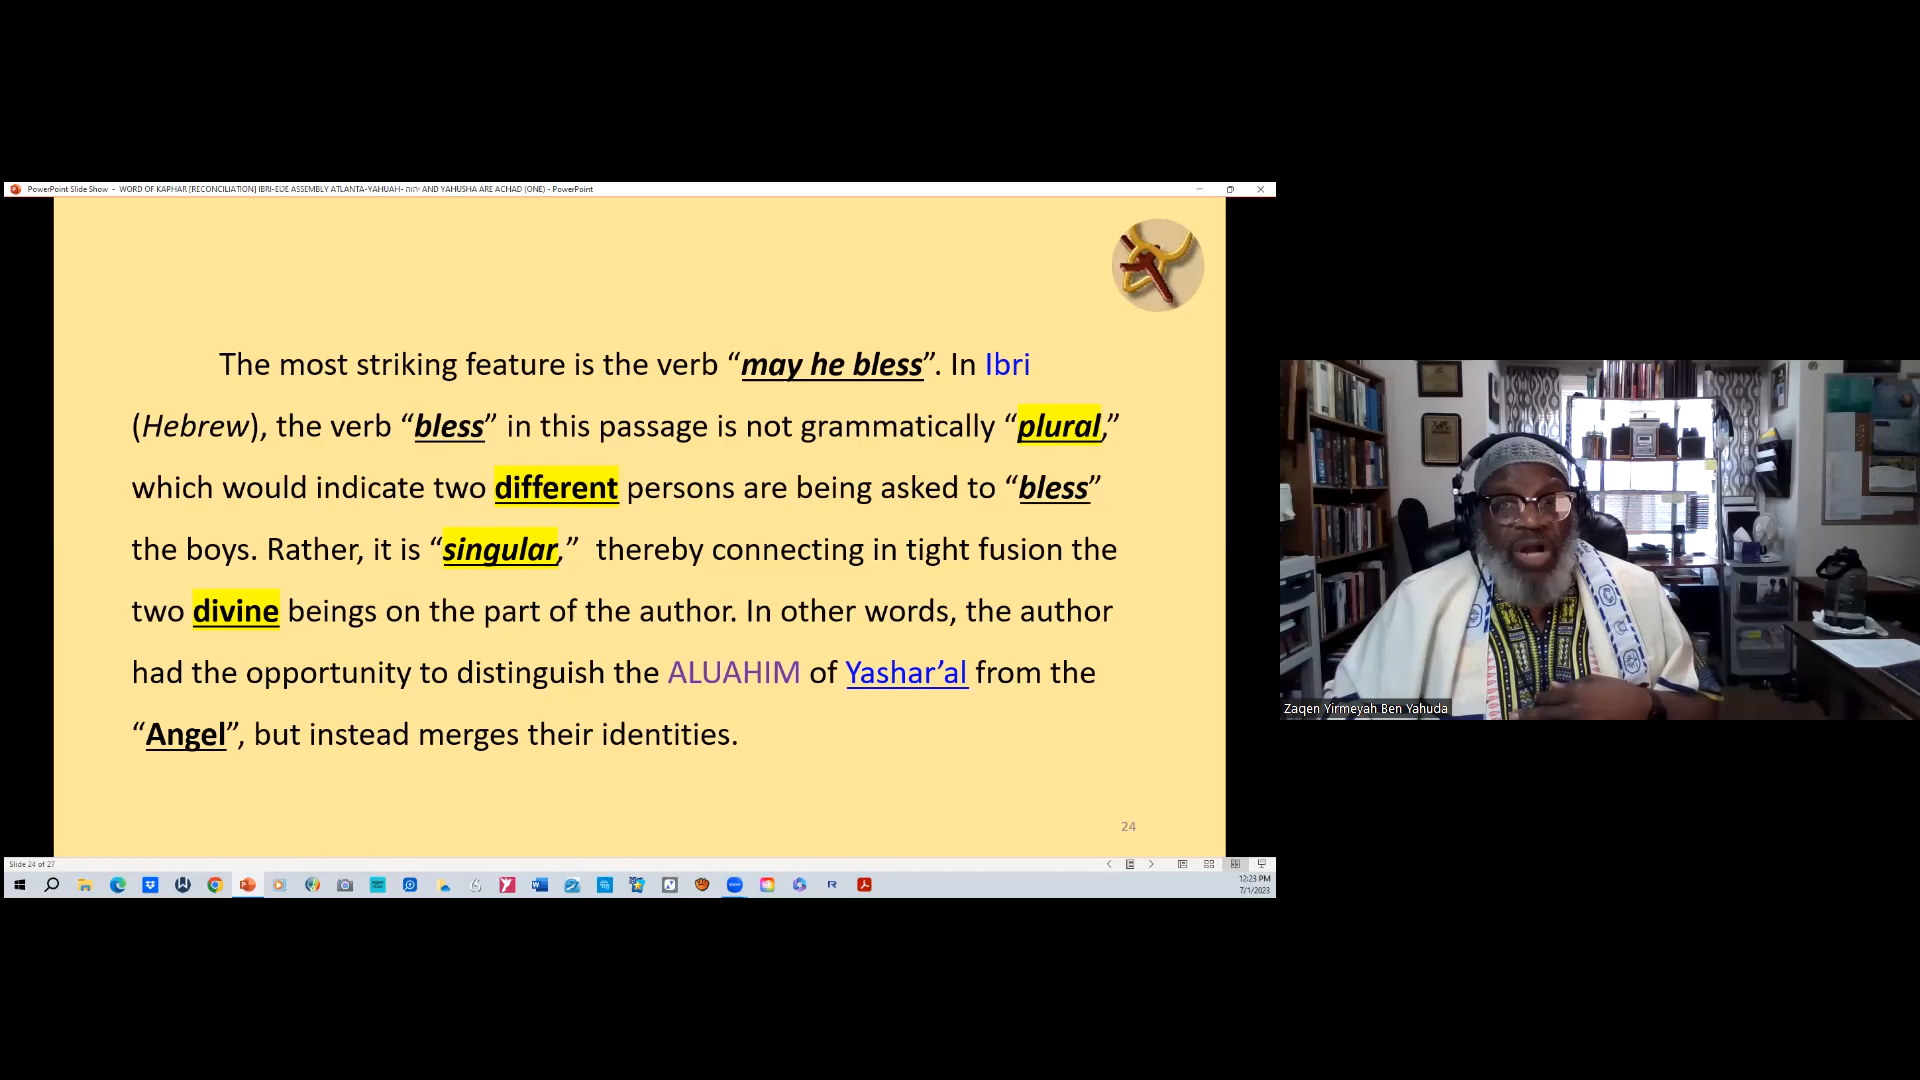 PowerPoint Slide Show - WORD OF KAPHAR [RECONCILIATION] IBRI-EDE ASSEMBLY ATLANTA-YAHUAH- יהוה AND YAHUSHA ARE ACHAD (ONE) - PowerPoint
The most striking feature is the verb “may he bless”. In Ibri
(Hebrew), the verb “bless” in this passage is not grammatically “plural,”
which would indicate two different persons are being asked to “bless”
the boys. Rather, it is “singular,” thereby connecting in tight fusion the
two divine beings on the part of the author. In other words, the author
had the opportunity to distinguish the ALUAHIM of Yashar’al from the
“Angel”, but instead merges their identities.
24
Slide 24 of 27
12:23 PM
7/1/2023
Zaqen Yirmeyah Ben Yahuda